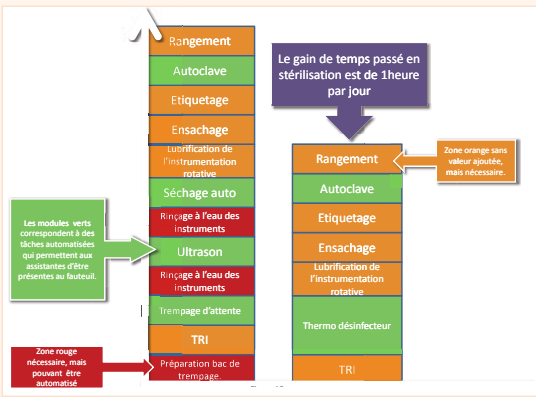 Rangement
Autoclave
Etiquetage
Ensachage
Lubrification de
l'instrumentation
rotative
Séchage auto
Rinçage à l'eau des
instruments
Ultrason
Rinçage à l'eau des
instruments
Trempage d'attente
TRI
Préparation bac de
trempage.
Les modules verts
correspondent à des
tâches automatisées
qui permettent aux
assistantes d'être
présentes au fauteuil.
Zone rouge
nécessaire, mais
pouvant être
automatisé
Le gain de temps passé en
stérilisation est de 1heure
par jour
Rangement
Autoclave
Etiquetage
Ensachage
Lubrification de
l'instrumentation
rotative
Thermo désinfecteur
TRI
Zone orange sans
valeur ajoutée,
mais nécessaire.